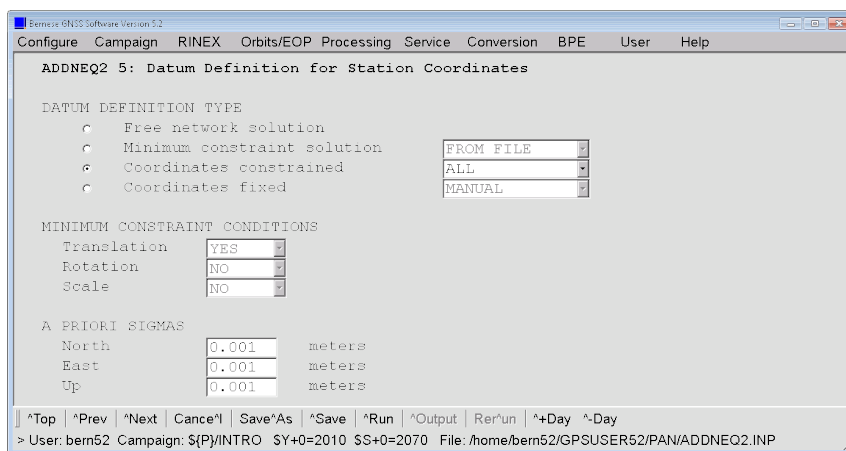 Bernese GNSS Software Version 5.2
Configure Campaign RINEX Orbits/EOP Processing Service Conversion BPE User Help
ADDNEQ2 5: Datum Definition for Station Coordinates
DATUM DEFINITION TYPE
Free network solution
Minimum constraint solution FROM FILE
Coordinates constrained ALL
Coordinates fixed MANUAL
MINIMUM CONSTRAINT CONDITIONS
Translation YES
Rotation NO
Scale NO
A PRIORI SIGMAS
North 0.001 meters
East 0.001 meters
Up 0.001 meters
^Top | ^Prev | ^Next | Cance^l | Save^As | ^Save | ^Run | ^Output | Rer^un | ^+Day ^-Day
> User: bern52 Campaign: ${P}/INTRO $Y+0=2010 $S+0=2070 File: /home/bern52/GPSUSER52/PAN/ADDNEQ2.INP